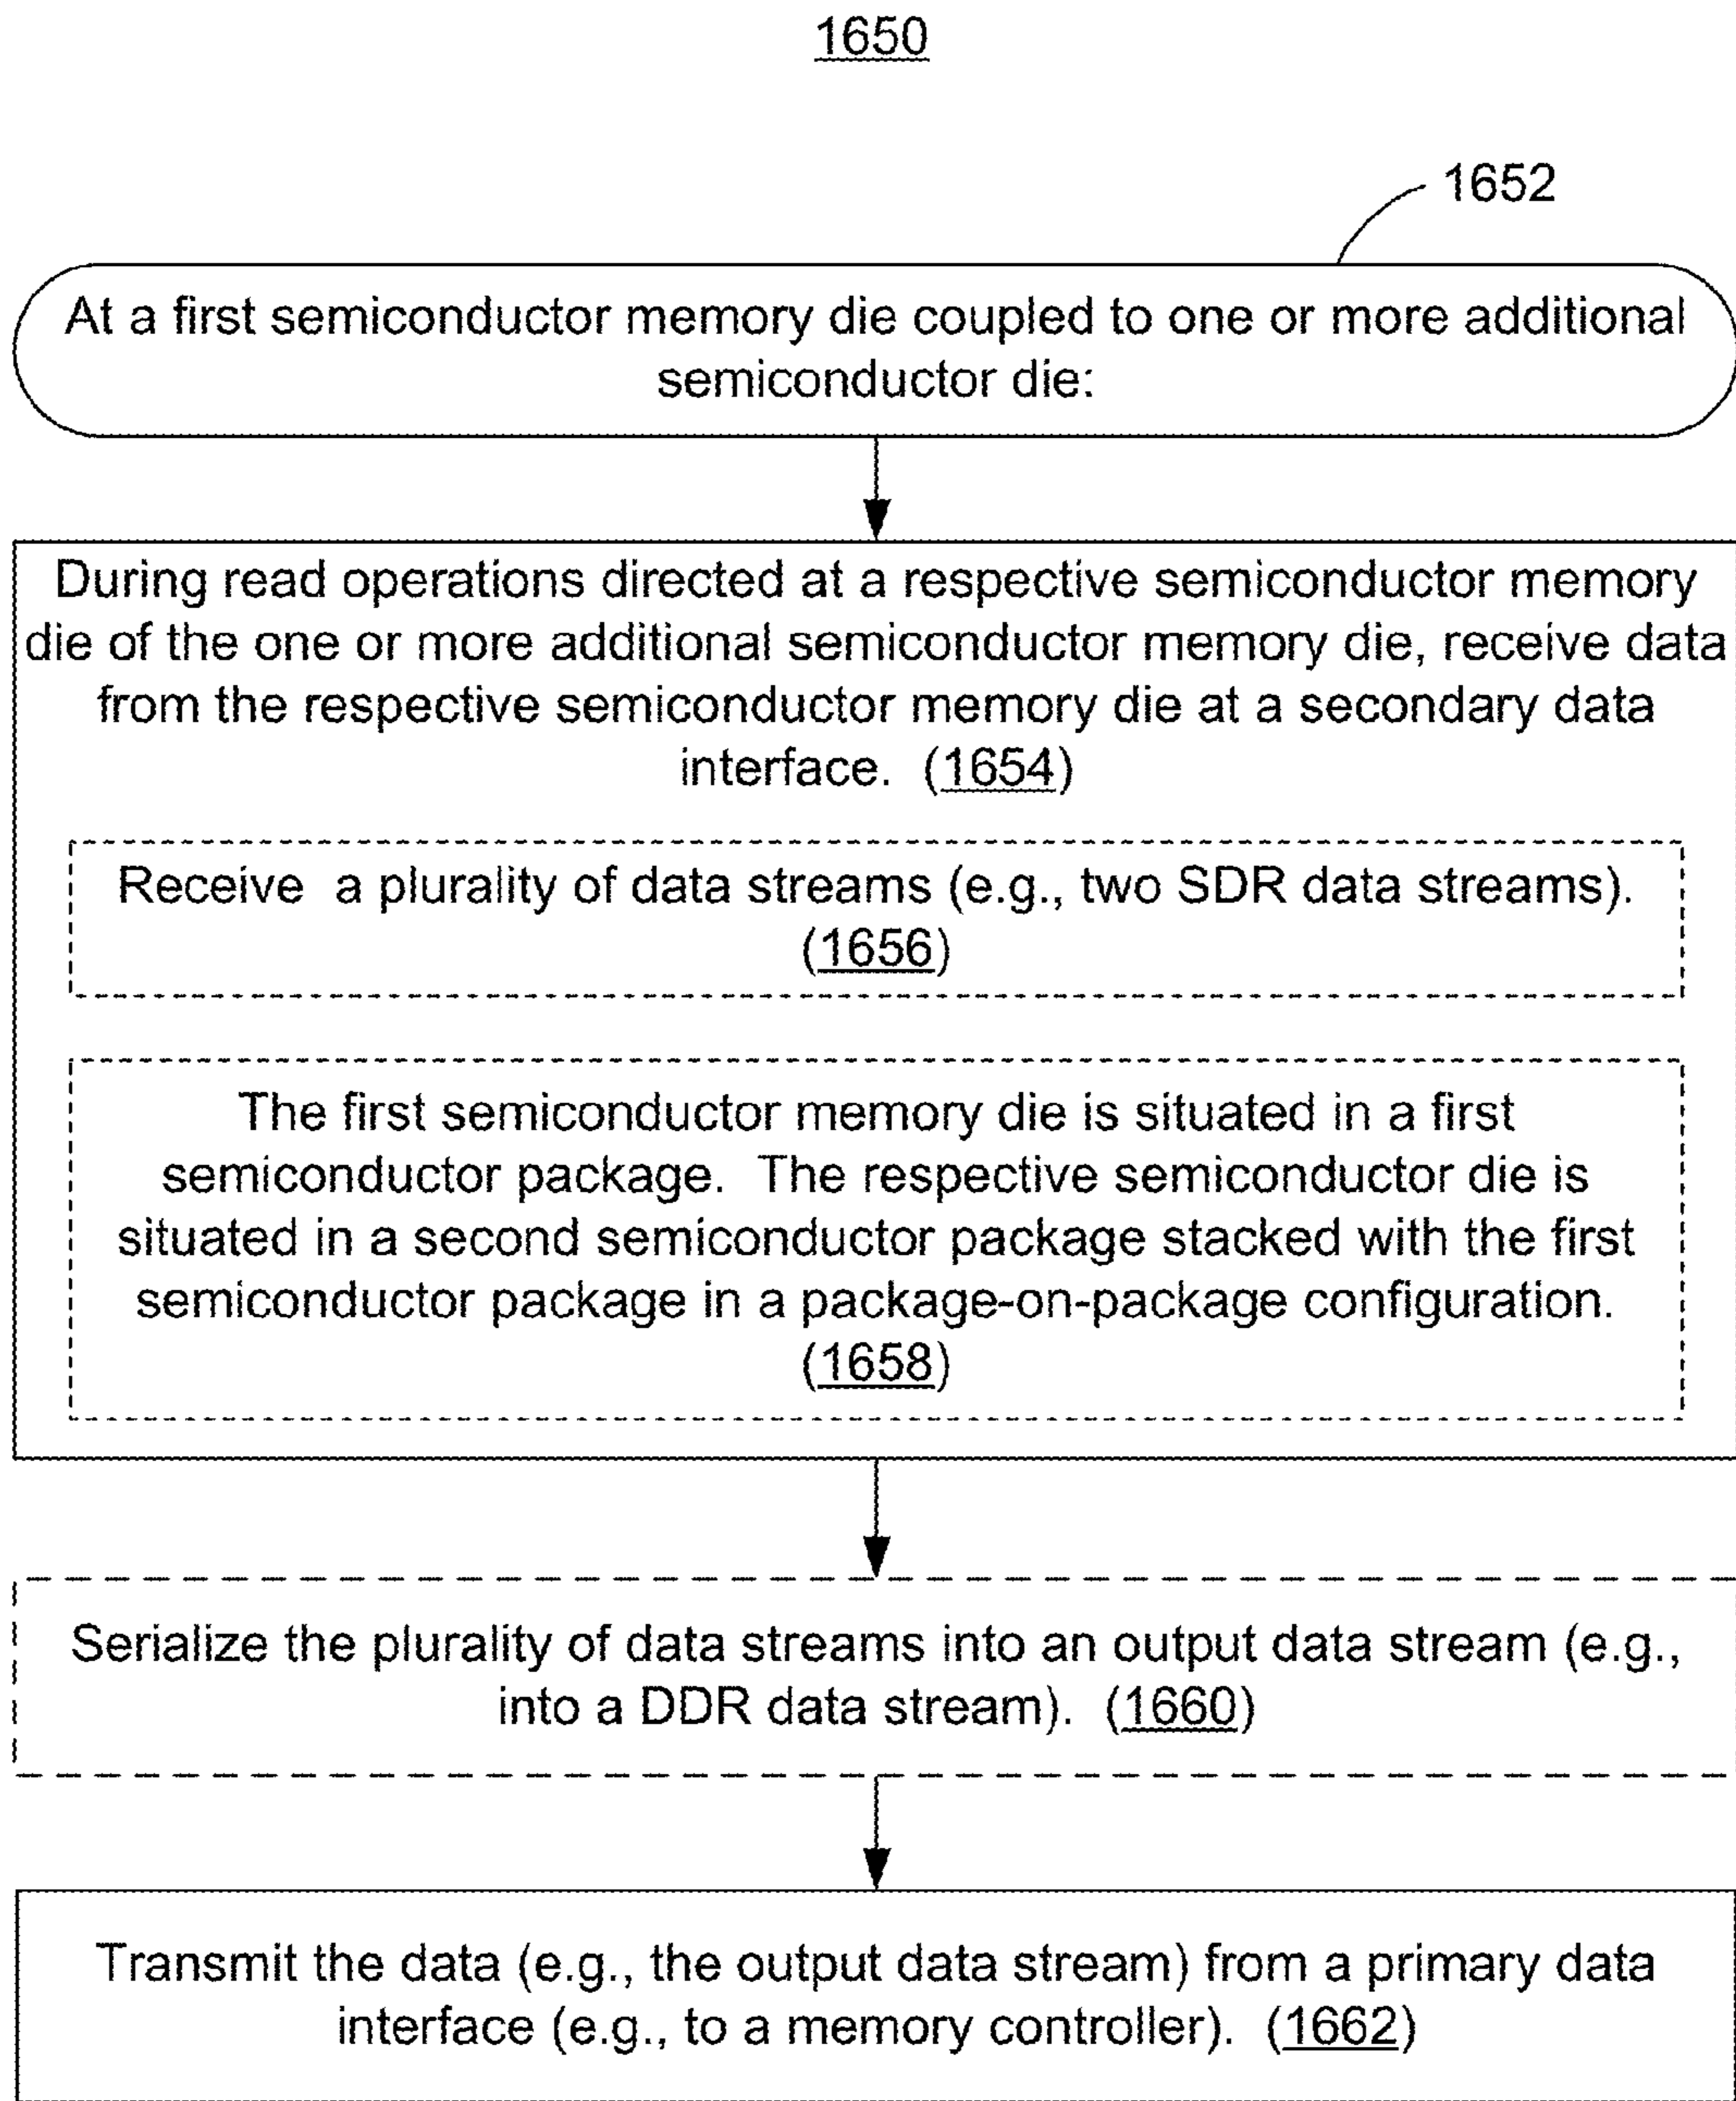 1650
1652
At a first semiconductor memory die coupled to one or more additional
semiconductor die:
During read operations directed at a respective semiconductor memory
die of the one or more additional semiconductor memory die, receive data
from the respective semiconductor memory die at a secondary data
interface. (1654)
Receive a plurality of data streams (e.g., two SDR data streams).
(1656)
The first semiconductor memory die is situated in a first
semiconductor package. The respective semiconductor die is
situated in a second semiconductor package stacked with the first
semiconductor package in a package-on-package configuration.
(1658)
Serialize the plurality of data streams into an output data stream (e.g.,
into a DDR data stream). (1660)
Transmit the data (e.g., the output data stream) from a primary data
interface (e.g., to a memory controller). (1662)